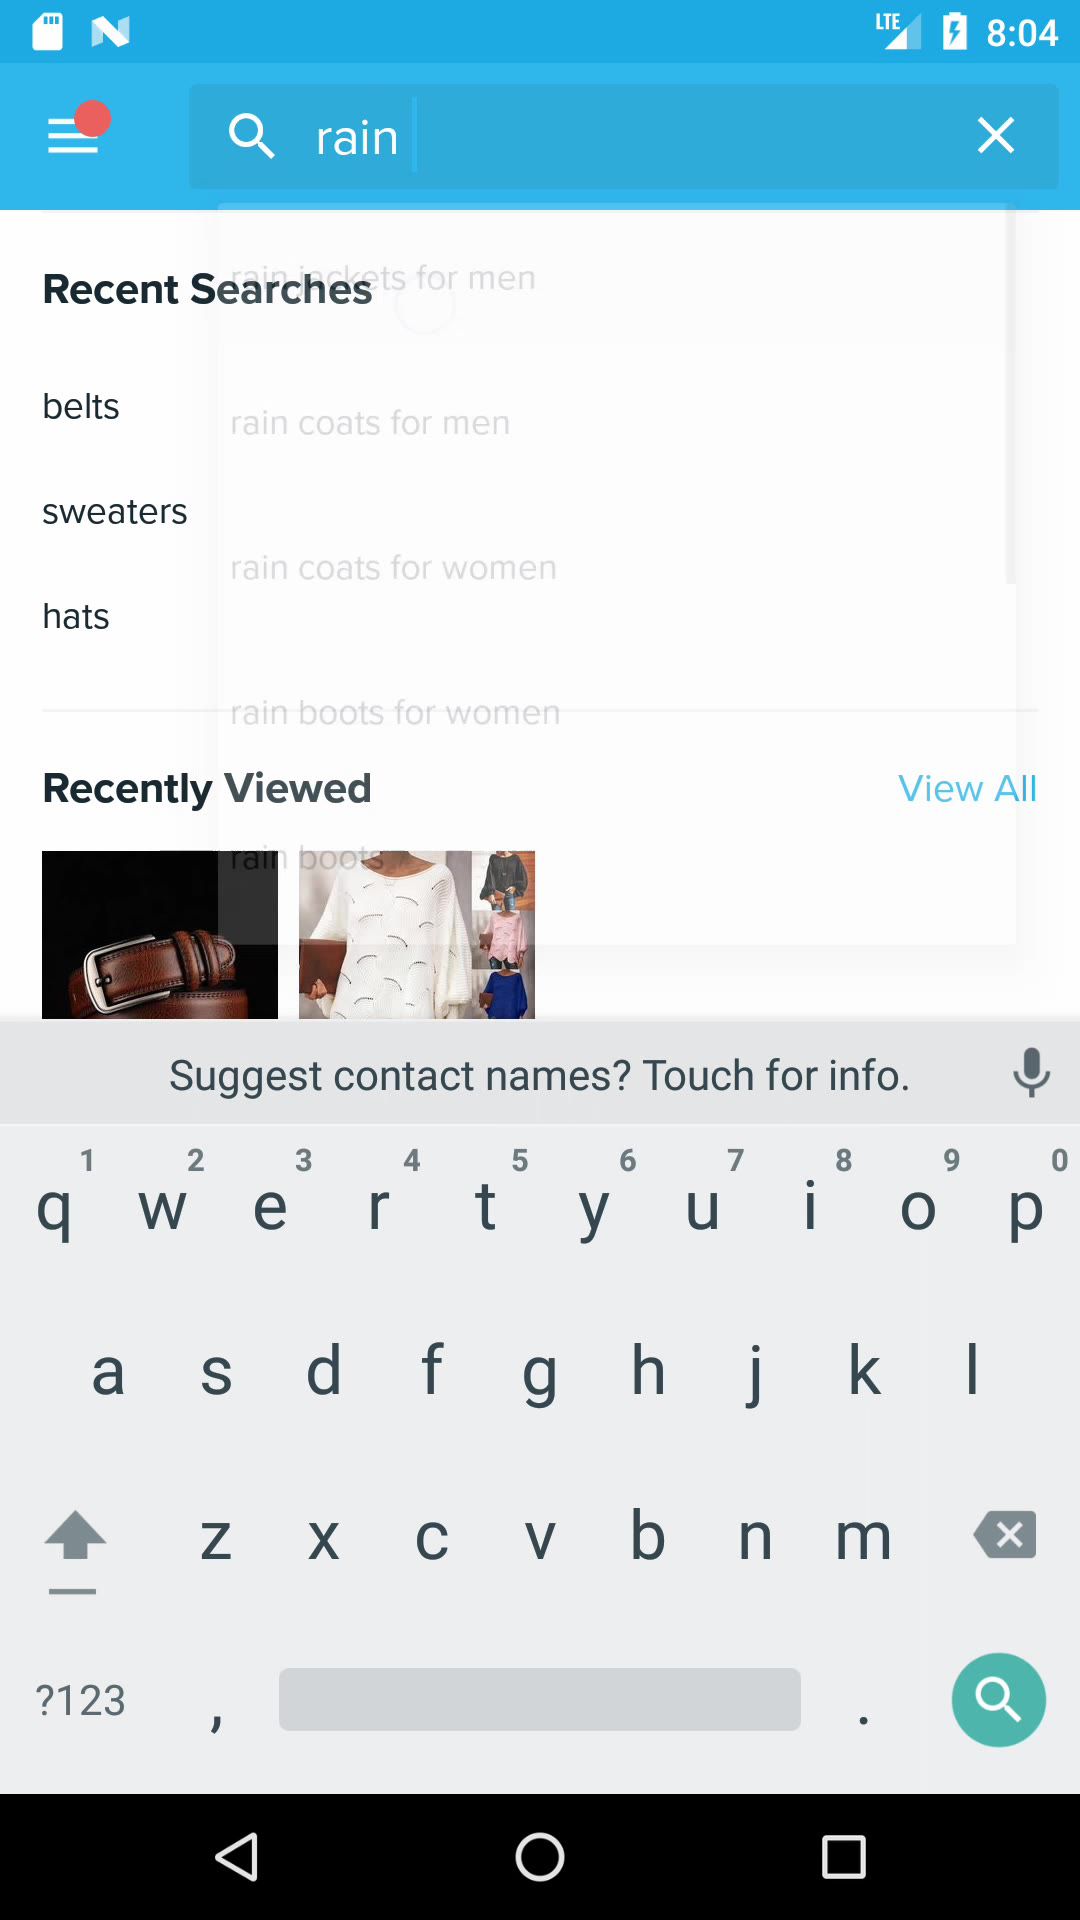 LTE 8:04
rain
Recent Searches
rain jackets for men
belts
rain coats for men
sweaters
rain coats for women
hats
rain boots for women
Recently Viewed
View All
rain boots
Suggest contact names? Touch for info.
1 2 3 4 5 6 7 8 9 0
q w e r t y u i o p
a s d f g h j k l
z x c v b n m
?123 , .